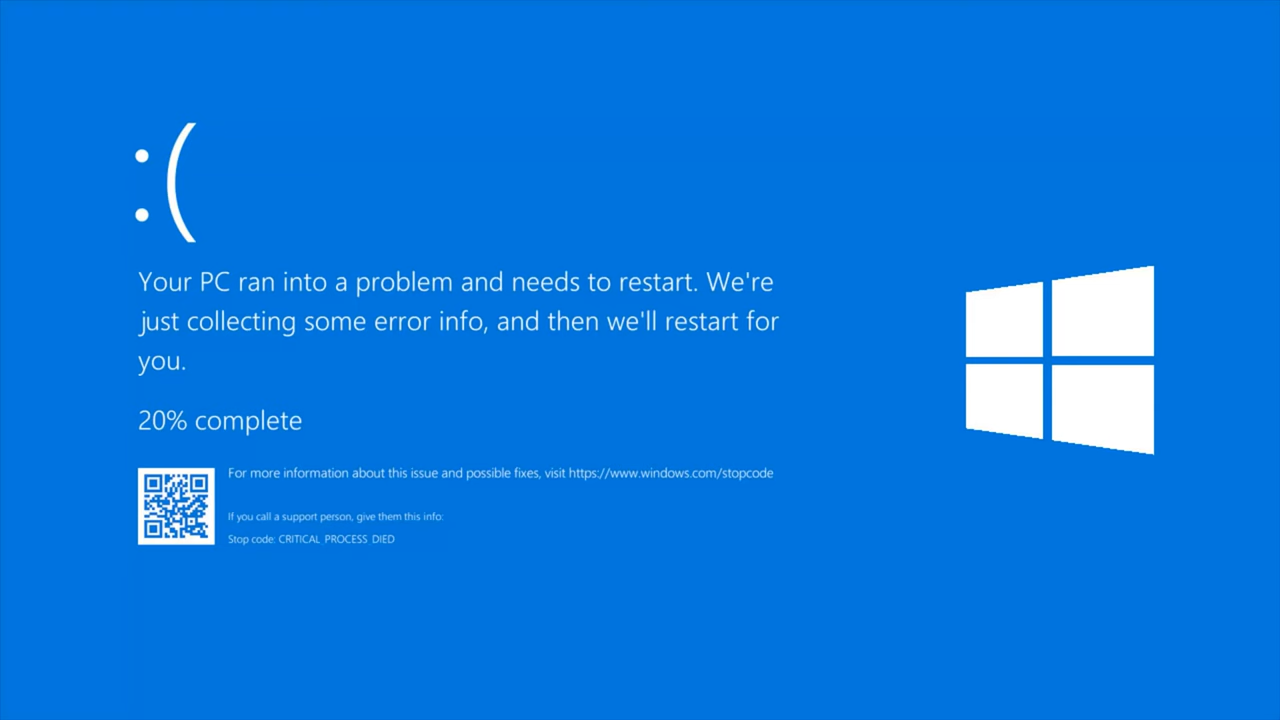 :(
Your PC ran into a problem and needs to restart. We're
just collecting some error info, and then we'll restart for
you.
20% complete
For more information about this issue and possible fixes, visit https://www.windows.com/stopcode
If you call a support person, give them this info:
Stop code: CRITICAL_PROCESS_DIED